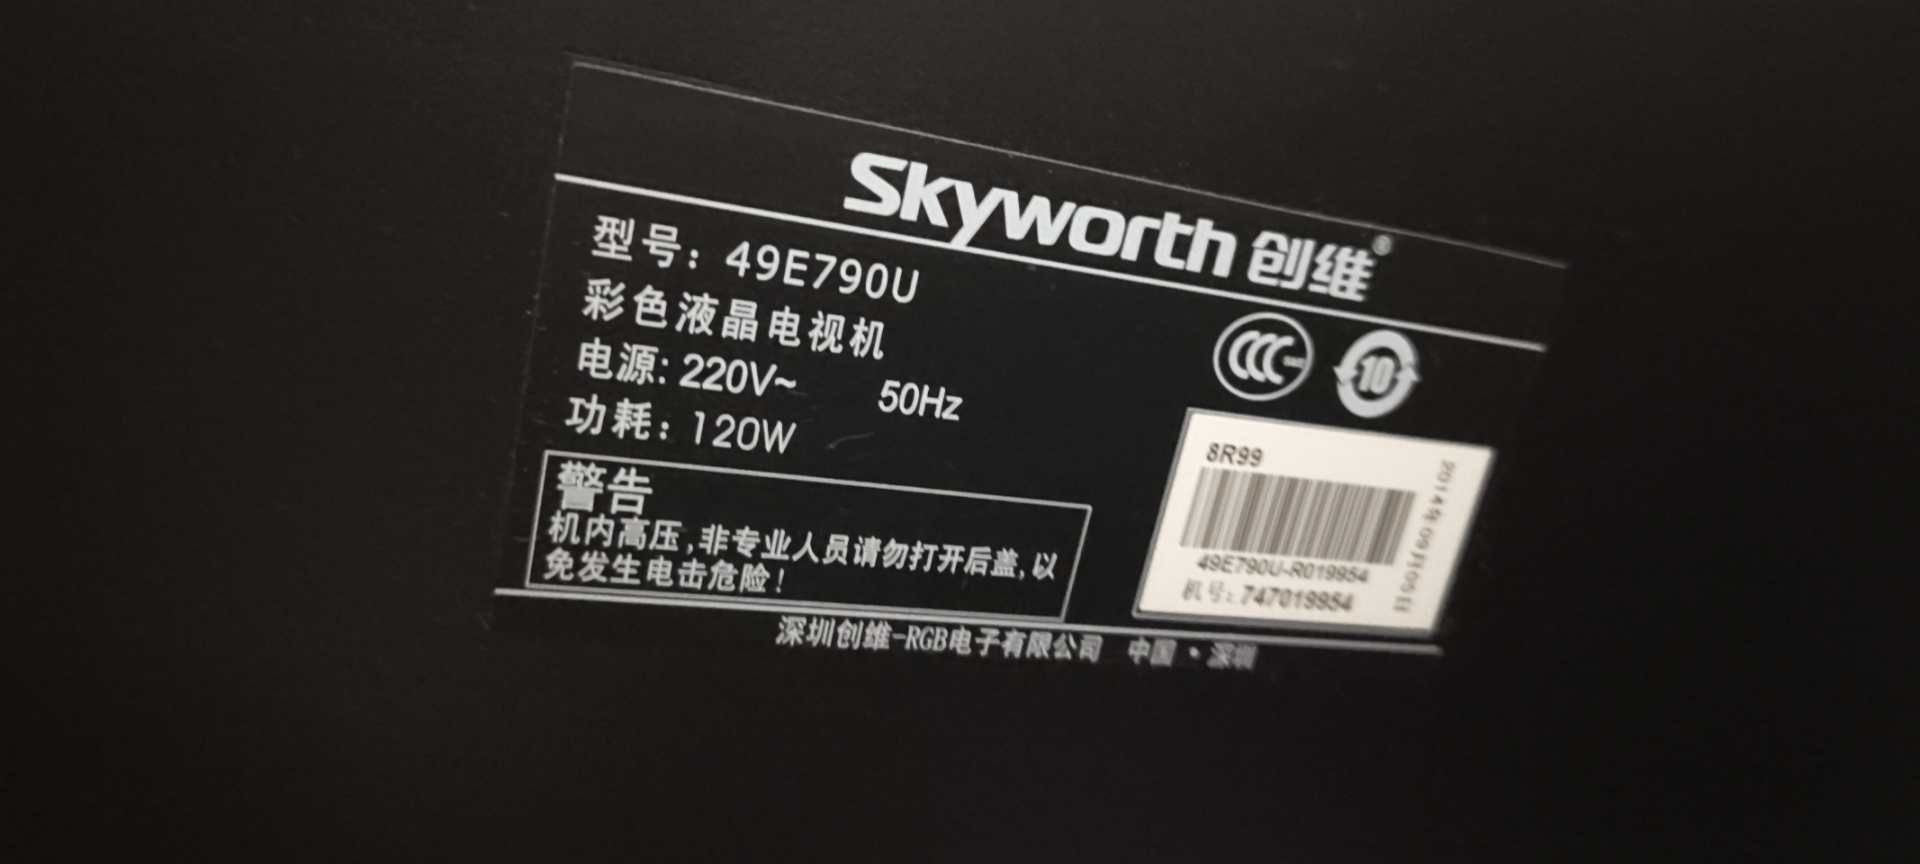 Skyworth 创维®
型号：49E790U
彩色液晶电视机
电源: 220V~ 50Hz
功耗：120W
警告
机内高压,非专业人员请勿打开后盖,以
免发生电击危险!
CCC
10
8R99
49E790U-R019954
机号：747019954
2014年09月05日
深圳创维-RGB电子有限公司 中国·深圳